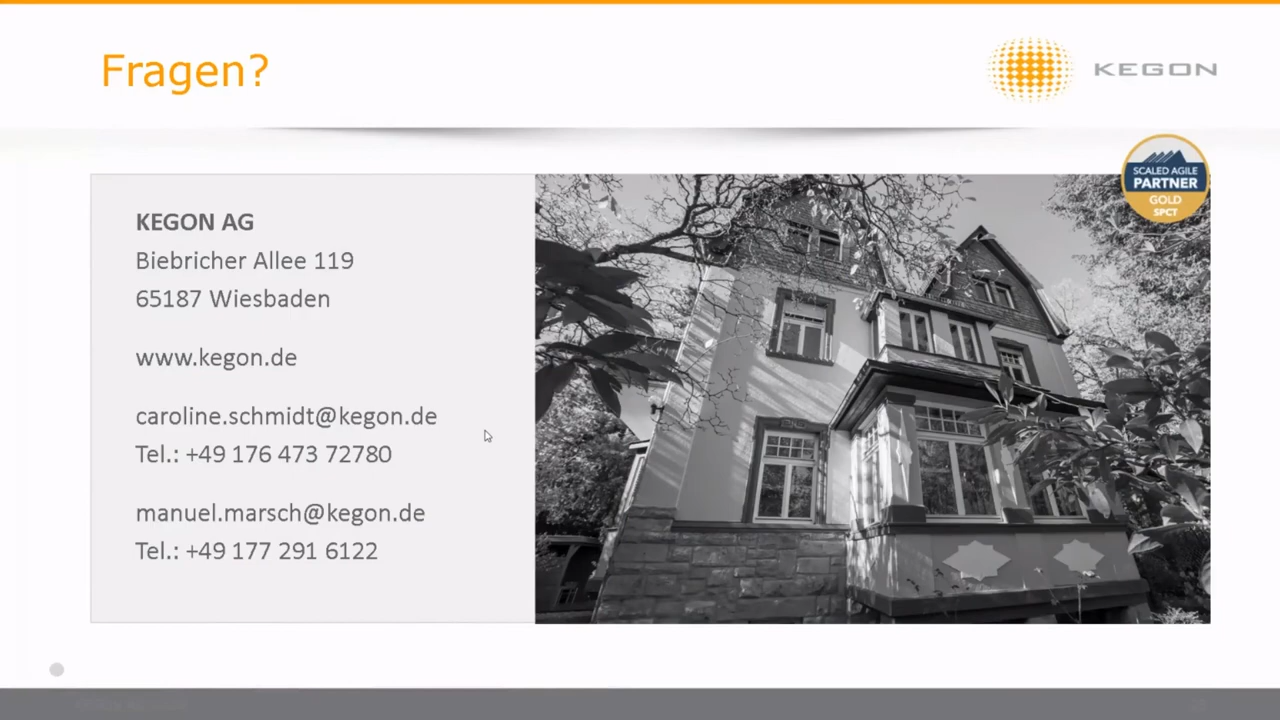 Fragen?
KEGON
SCALED AGILE
PARTNER
GOLD
SPCT
KEGON AG
Biebricher Allee 119
65187 Wiesbaden
www.kegon.de
caroline.schmidt@kegon.de
Tel.: +49 176 473 72780
manuel.marsch@kegon.de
Tel.: +49 177 291 6122